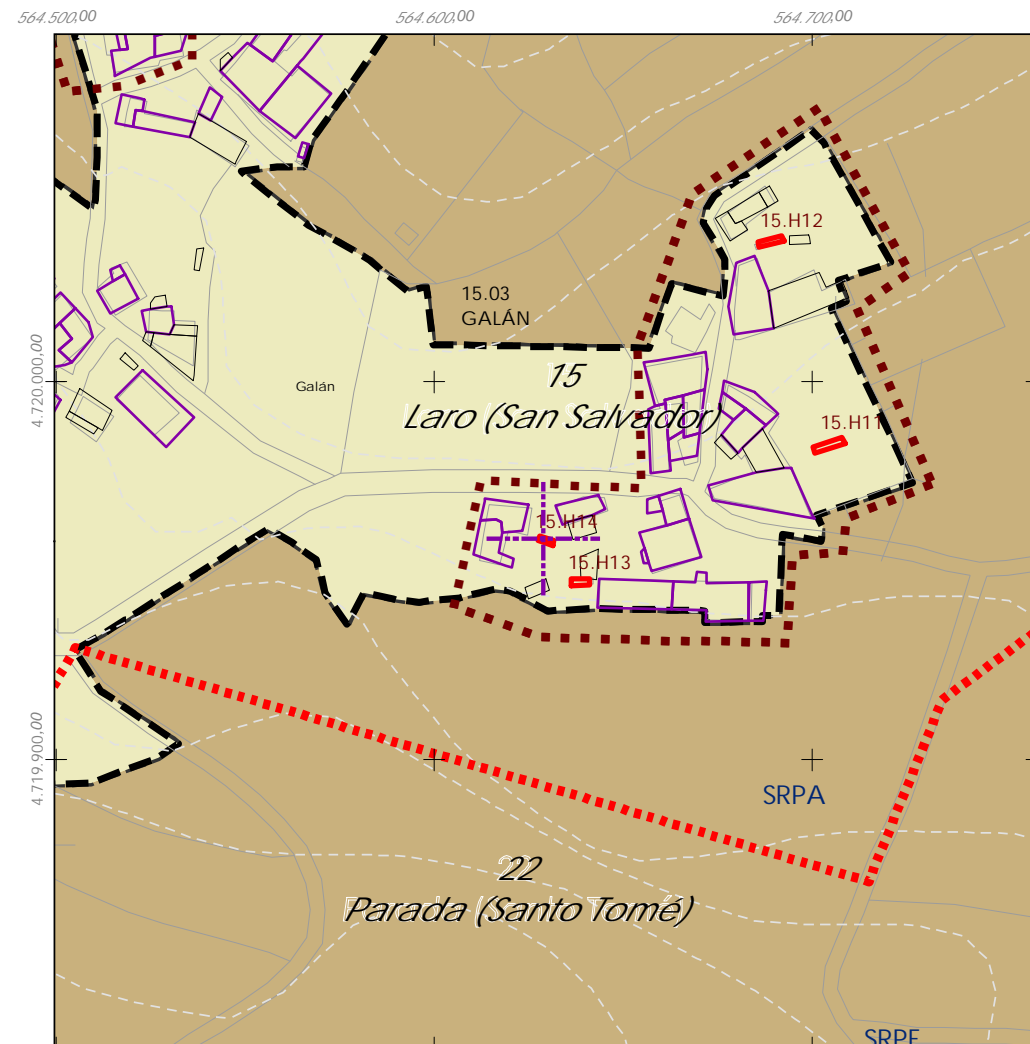 564.500,00
564.600,00
564.700,00
15.H12
15.03
GALÁN
4.720.000,00
15
Galán
Laro (San Salvador)
15.H11
15.H14
15.H13
4.719.900,00
SRPA
22
Parada (Santo Tomé)